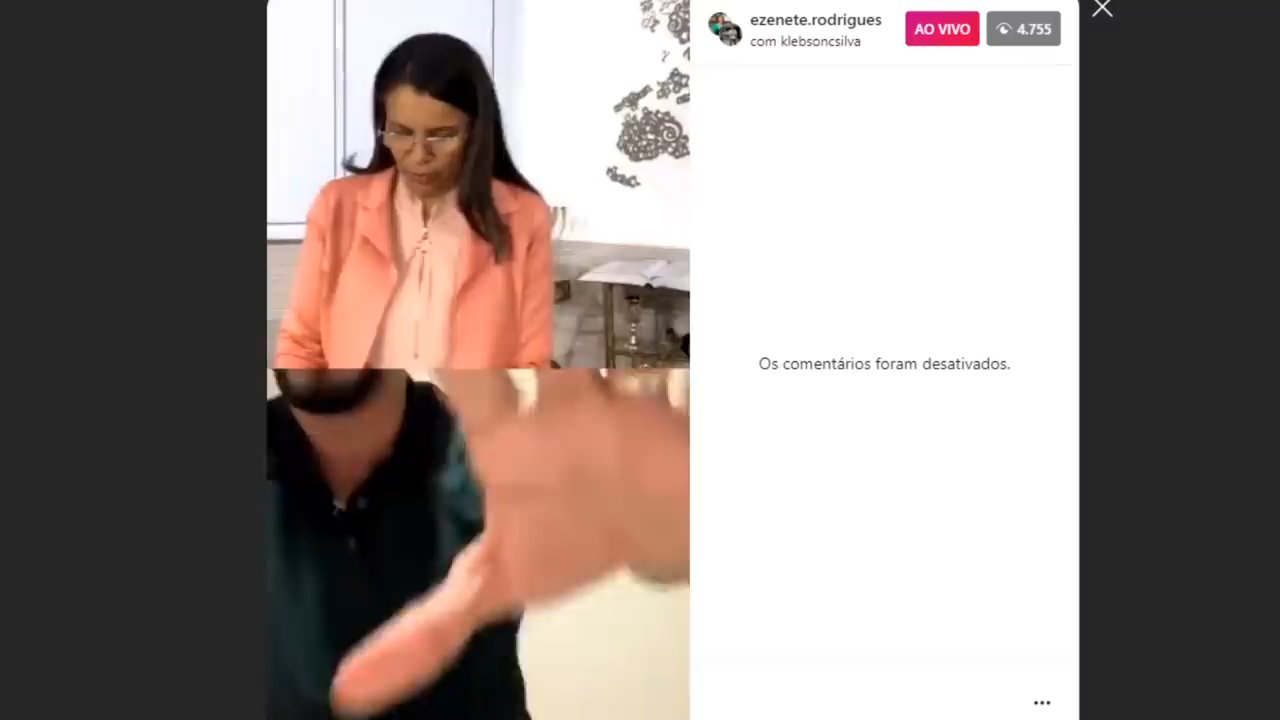 ezenete.rodrigues
com klebsoncsilva
AO VIVO
4.755
Os comentários foram desativados.